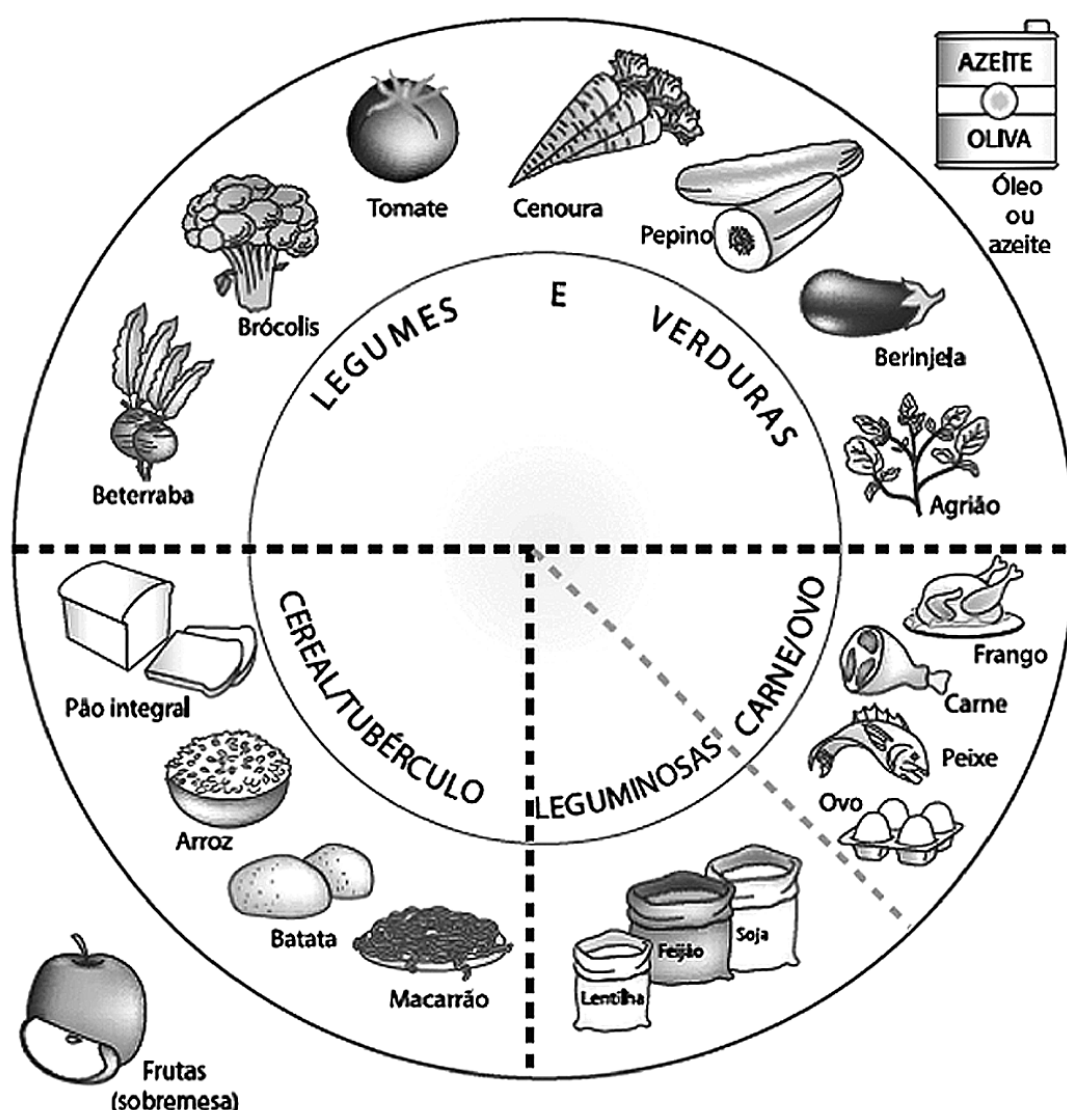 AZEITE
OLIVA
Óleo
ou
azeite
Tomate
Cenoura
Pepino
Brócolis
Berinjela
Beterraba
Agrião
LEGUMES E VERDURAS
CEREAL/TUBÉRCULO
LEGUMINOSAS
CARNE/OVO
Pão integral
Arroz
Batata
Macarrão
Frango
Carne
Peixe
Ovo
Lentilha
Feijão
Soja
Frutas
(sobremesa)